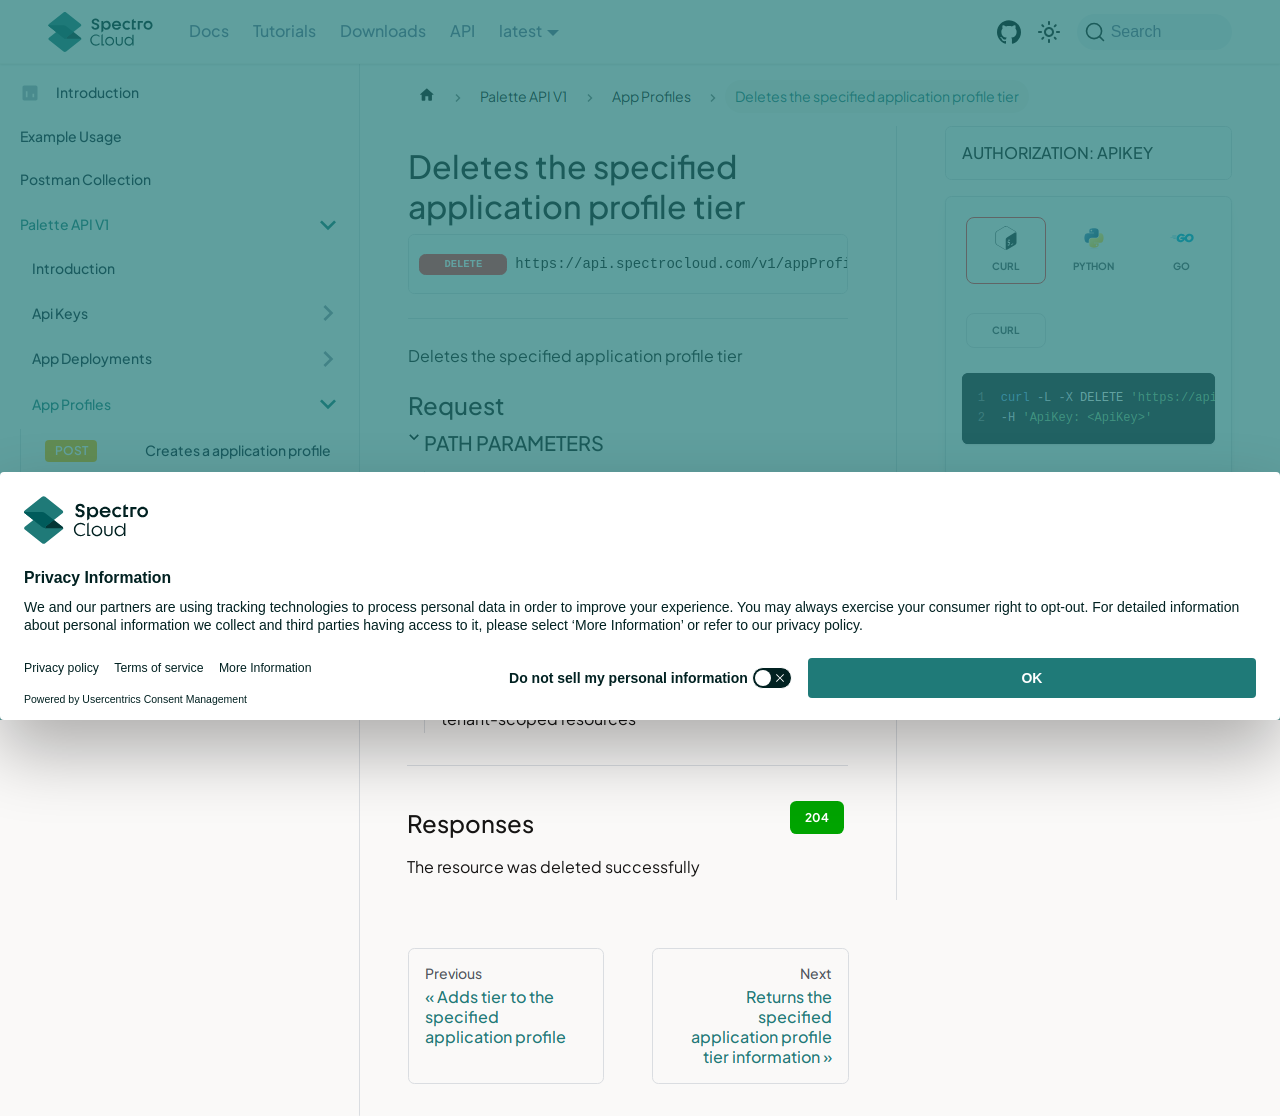 Spectro Cloud
Docs
Tutorials
Downloads
API
latest
Search
Introduction
Example Usage
Postman Collection
Palette API V1
Introduction
Api Keys
App Deployments
App Profiles
POST Creates a application profile
Palette API V1
App Profiles
Deletes the specified application profile tier
Deletes the specified
application profile tier
DELETE https://api.spectrocloud.com/v1/appProfi
Deletes the specified application profile tier
Request
PATH PARAMETERS
AUTHORIZATION: APIKEY
CURL
PYTHON
GO
CURL
1 curl -L -X DELETE 'https://api
2 -H 'ApiKey: <ApiKey>'
Spectro
Cloud
Privacy Information
We and our partners are using tracking technologies to process personal data in order to improve your experience. You may always exercise your consumer right to opt-out. For detailed information
about personal information we collect and third parties having access to it, please select ‘More Information’ or refer to our privacy policy.
Privacy policy
Terms of service
More Information
Do not sell my personal information
OK
Powered by Usercentrics Consent Management
tenant-scoped resources
Responses
204
The resource was deleted successfully
Previous
« Adds tier to the
specified
application profile
Next
Returns the
specified
application profile
tier information »